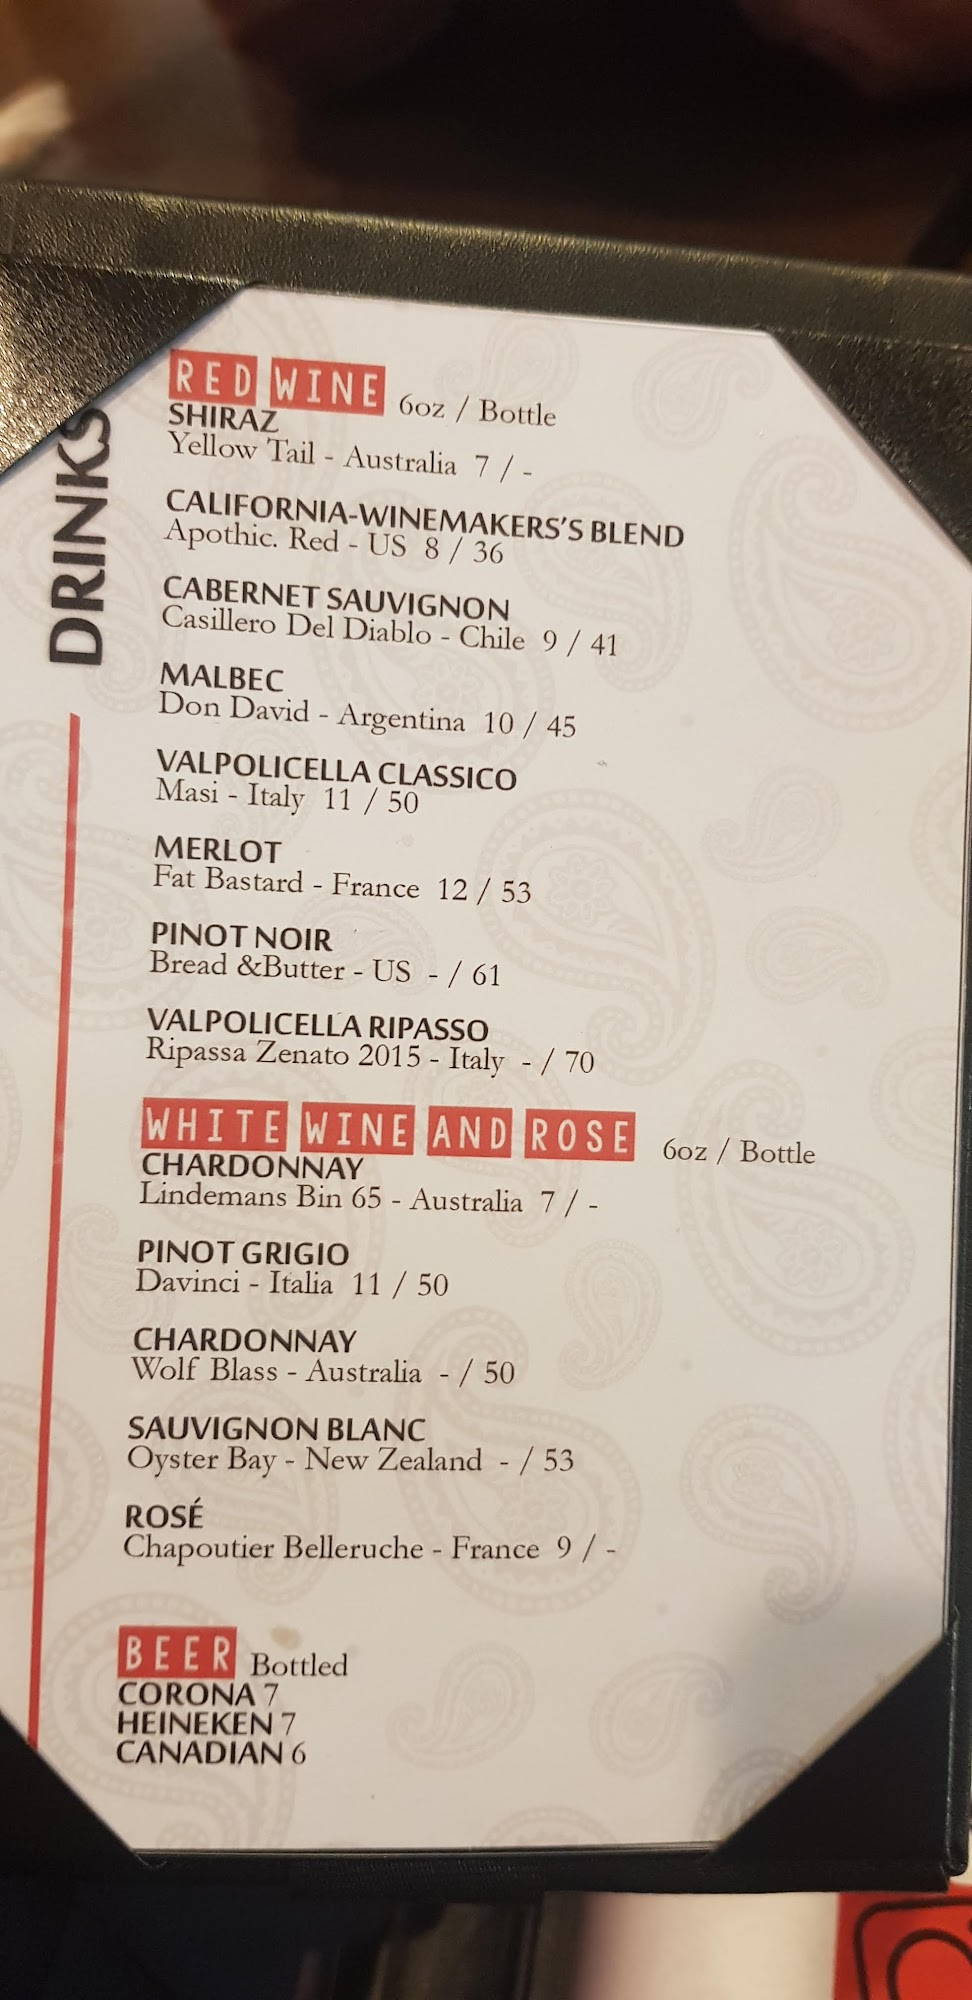 DRINKS
RED WINE 6oz / Bottle
SHIRAZ
Yellow Tail - Australia 7 / -
CALIFORNIA-WINEMAKERS'S BLEND
Apothic. Red - US 8 / 36
CABERNET SAUVIGNON
Casillero Del Diablo - Chile 9 / 41
MALBEC
Don David - Argentina 10 / 45
VALPOLICELLA CLASSICO
Masi - Italy 11 / 50
MERLOT
Fat Bastard - France 12 / 53
PINOT NOIR
Bread &Butter - US - / 61
VALPOLICELLA RIPASSO
Ripassa Zenato 2015 - Italy - / 70
WHITE WINE AND ROSE 6oz / Bottle
CHARDONNAY
Lindemans Bin 65 - Australia 7 / -
PINOT GRIGIO
Davinci - Italia 11 / 50
CHARDONNAY
Wolf Blass - Australia - / 50
SAUVIGNON BLANC
Oyster Bay - New Zealand - / 53
ROSÉ
Chapoutier Belleruche - France 9 / -
BEER Bottled
CORONA 7
HEINEKEN 7
CANADIAN 6